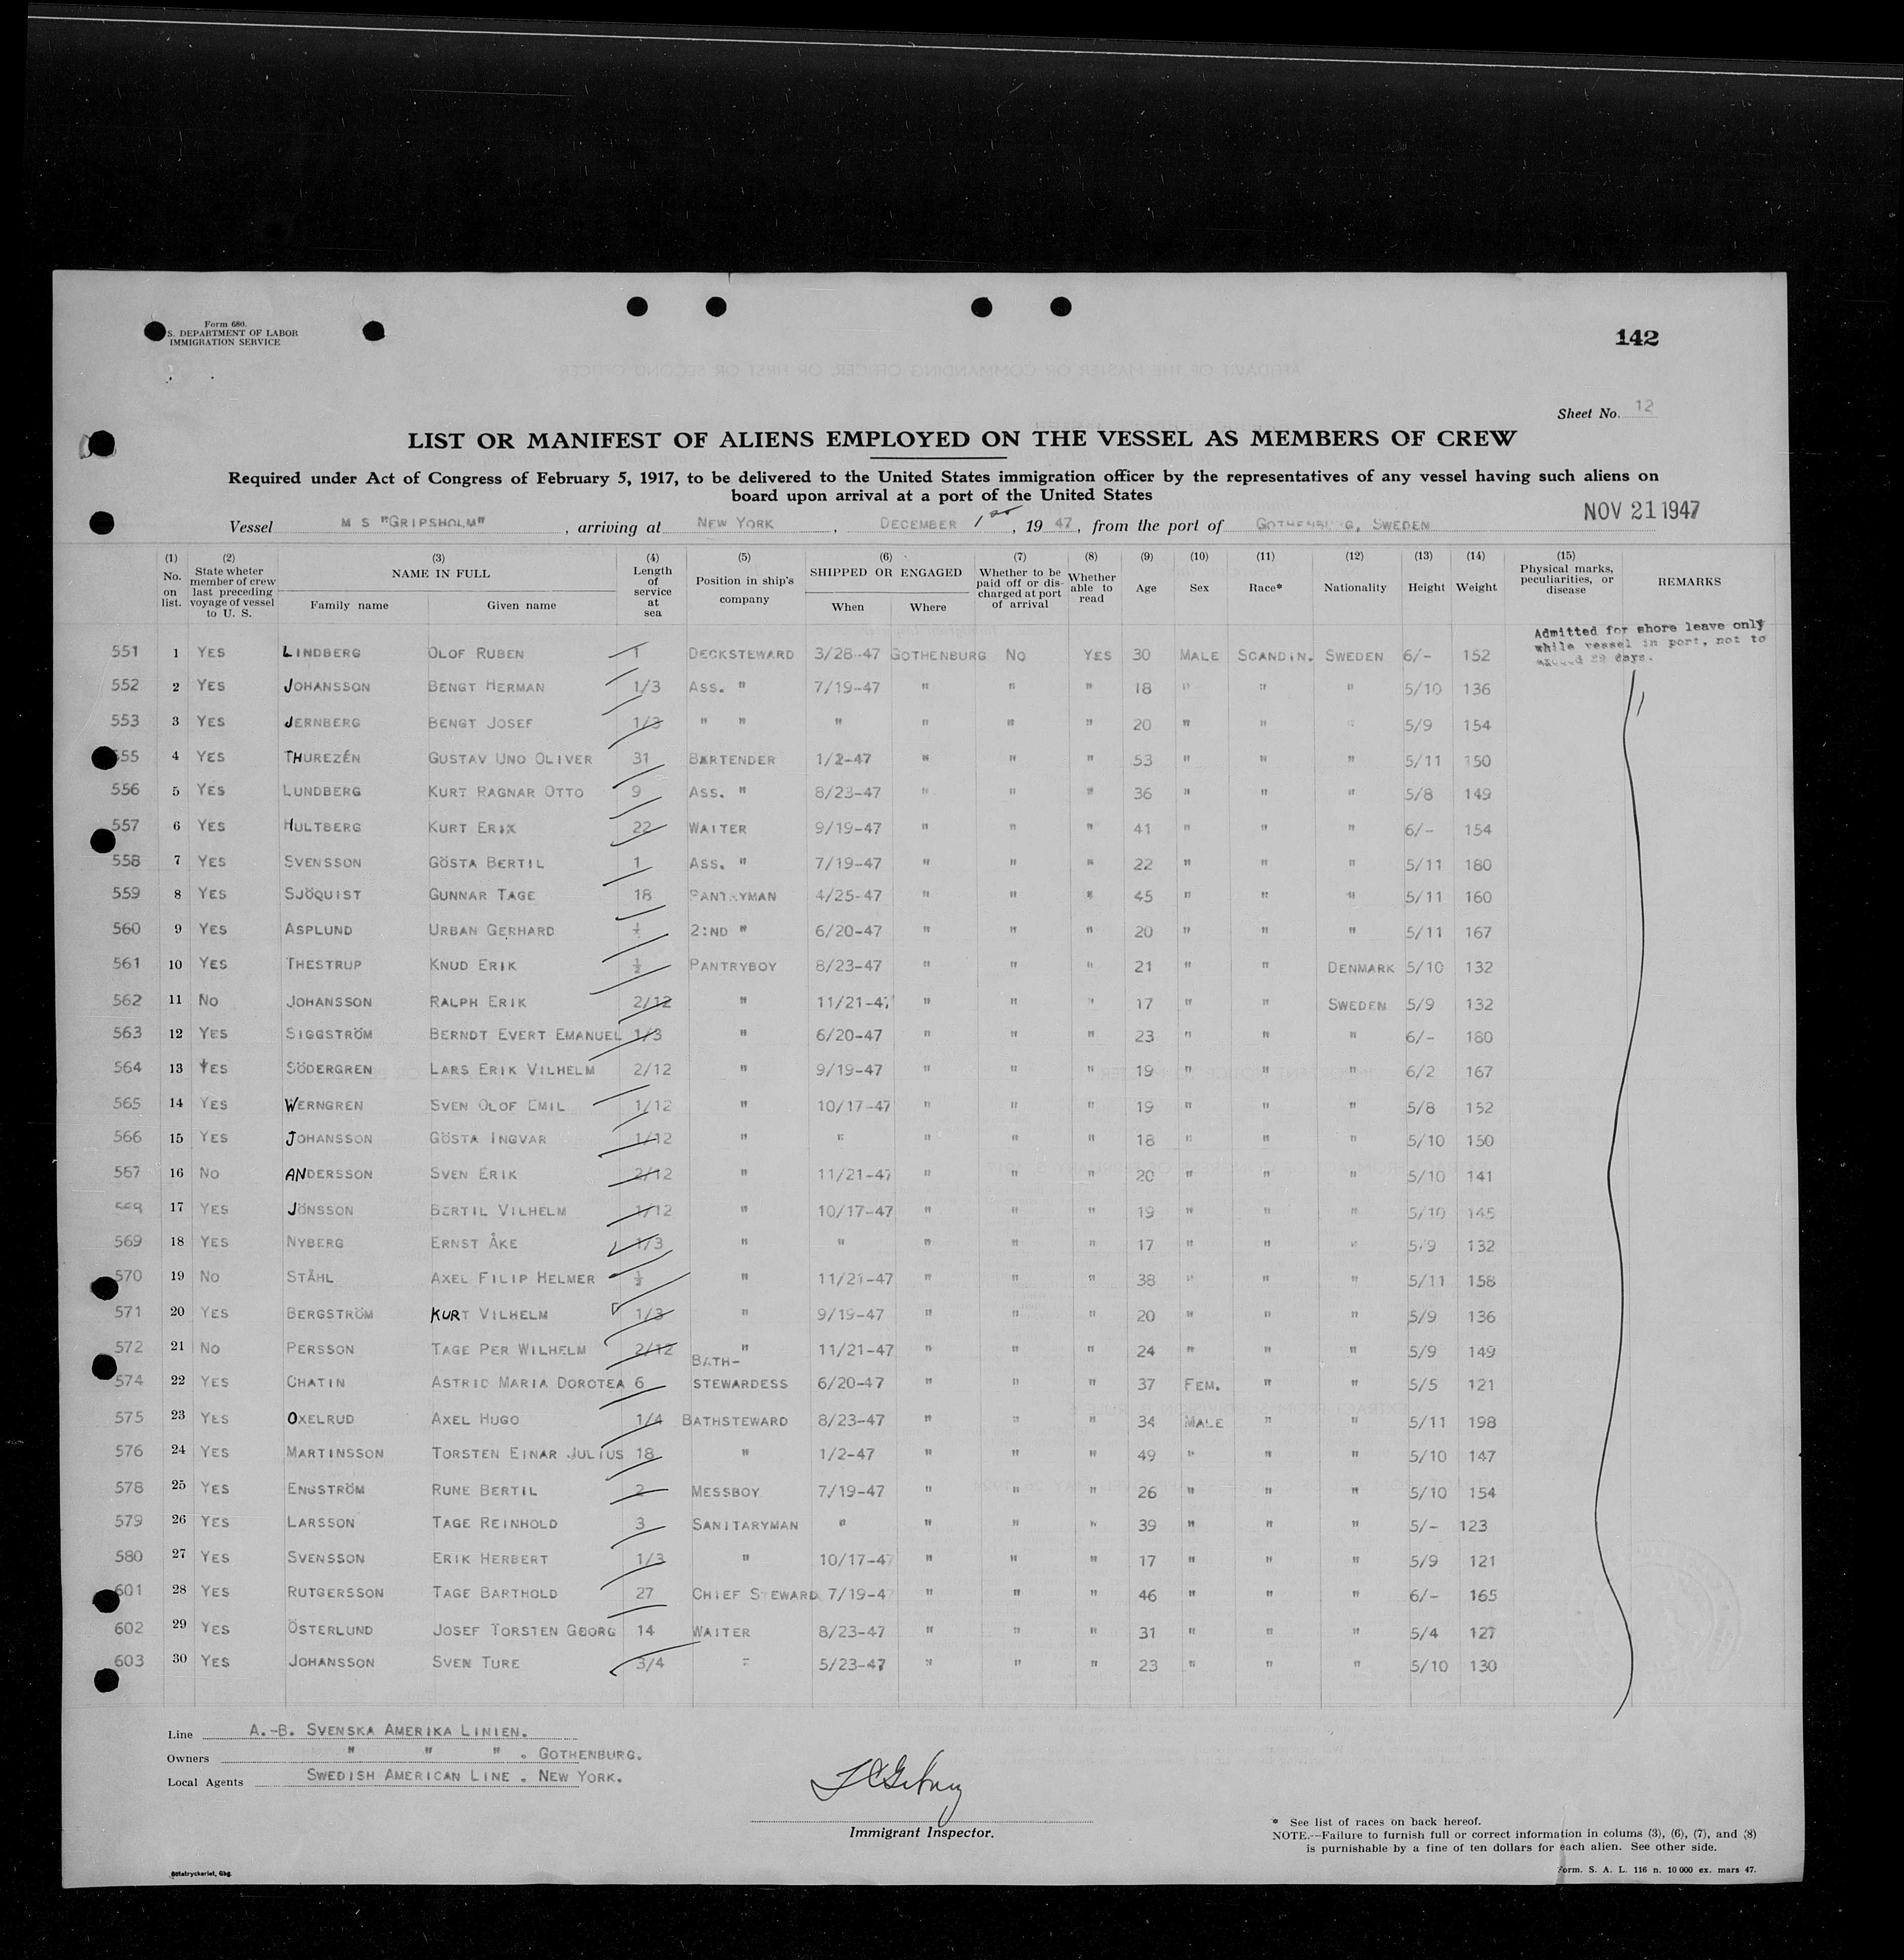 Form 680.
S. DEPARTMENT OF LABOR
IMMIGRATION SERVICE
142
Sheet No. 12
LIST OR MANIFEST OF ALIENS EMPLOYED ON THE VESSEL AS MEMBERS OF CREW
Required under Act of Congress of February 5, 1917, to be delivered to the United States immigration officer by the representatives of any vessel having such aliens on
board upon arrival at a port of the United States
NOV 21 1947
Vessel M S "GRIPSHOLM", arriving at NEW YORK, DECEMBER 1st, 1947, from the port of GOTHENBURG, SWEDEN
(1) No. on list. (2) State wheter member of crew last preceding voyage of vessel to U. S. (3) NAME IN FULL Family name Given name (4) Length of service at sea (5) Position in ship's company (6) SHIPPED OR ENGAGED When Where (7) Whether to be paid off or discharged at port of arrival (8) Whether able to read (9) Age (10) Sex (11) Race* (12) Nationality (13) Height (14) Weight (15) Physical marks, peculiarities, or disease REMARKS
Admitted for shore leave only
while vessel in port, not to
exceed 29 days.
551 1 YES LINDBERG OLOF RUBEN 1 DECKSTEWARD 3/28-47 GOTHENBURG NO YES 30 MALE SCANDIN. SWEDEN 6/- 152
552 2 YES JOHANSSON BENGT HERMAN 1/3 ASS. " 7/19-47 " " " 18 " " " 5/10 136
553 3 YES JERNBERG BENGT JOSEF 1/3 " " " " " " 20 " " " 5/9 154
555 4 YES THUREZÉN GUSTAV UNO OLIVER 31 BARTENDER 1/2-47 " " " 53 " " " 5/11 150
556 5 YES LUNDBERG KURT RAGNAR OTTO 9 ASS. " 8/23-47 " " " 36 " " " 5/8 149
557 6 YES HULTBERG KURT ERIK 22 WAITER 9/19-47 " " " 41 " " " 6/- 154
558 7 YES SVENSSON GÖSTA BERTIL 1 ASS. " 7/19-47 " " " 22 " " " 5/11 180
559 8 YES SJÖQUIST GUNNAR TAGE 18 PANTRYMAN 4/25-47 " " " 45 " " " 5/11 160
560 9 YES ASPLUND URBAN GERHARD 2:ND " 6/20-47 " " " 20 " " " 5/11 167
561 10 YES THESTRUP KNUD ERIK ½ PANTRYBOY 8/23-47 " " " 21 " " DENMARK 5/10 132
562 11 NO JOHANSSON RALPH ERIK 2/12 " 11/21-47 " " " 17 " " SWEDEN 5/9 132
563 12 YES SIGGSTRÖM BERNDT EVERT EMANUEL 1/3 " 6/20-47 " " " 23 " " " 6/- 180
564 13 YES SÖDERGREN LARS ERIK VILHELM 2/12 " 9/19-47 " " " 19 " " " 6/2 167
565 14 YES WERNGREN SVEN OLOF EMIL 1/12 " 10/17-47 " " " 19 " " " 5/8 152
566 15 YES JOHANSSON GÖSTA INGVAR 1/12 " " " " " 18 " " " 5/10 150
567 16 NO ANDERSSON SVEN ERIK 2/12 " 11/21-47 " " " 20 " " " 5/10 141
568 17 YES JÖNSSON BERTIL VILHELM 1/12 " 10/17-47 " " " 19 " " " 5/10 145
569 18 YES NYBERG ERNST ÅKE 1/3 " " " " " 17 " " " 5/9 132
570 19 NO STÅHL AXEL FILIP HELMER ½ " 11/21-47 " " " 38 " " " 5/11 158
571 20 YES BERGSTRÖM KURT VILHELM 1/3 " 9/19-47 " " " 20 " " " 5/9 136
572 21 NO PERSSON TAGE PER WILHELM 2/12 " 11/21-47 " " " 24 " " " 5/9 149
574 22 YES CHATIN ASTRID MARIA DOROTEA 6 BATH-STEWARDESS 6/20-47 " " " 37 FEM. " " 5/5 121
575 23 YES OXELRUD AXEL HUGO 1/4 BATHSTEWARD 8/23-47 " " " 34 MALE " " 5/11 198
576 24 YES MARTINSSON TORSTEN EINAR JULIUS 18 " 1/2-47 " " " 49 " " " 5/10 147
578 25 YES ENGSTRÖM RUNE BERTIL 2 MESSBOY 7/19-47 " " " 26 " " " 5/10 154
579 26 YES LARSSON TAGE REINHOLD 3 SANITARYMAN " " " " 39 " " " 5/- 123
580 27 YES SVENSSON ERIK HERBERT 1/3 " 10/17-47 " " " 17 " " " 5/9 121
601 28 YES RUTGERSSON TAGE BARTHOLD 27 CHIEF STEWARD 7/19-47 " " " 46 " " " 6/- 165
602 29 YES ÖSTERLUND JOSEF TORSTEN GEORG 14 WAITER 8/23-47 " " " 31 " " " 5/4 127
603 30 YES JOHANSSON SVEN TURE 3/4 " 5/23-47 " " " 23 " " " 5/10 130
Line A.-B. SVENSKA AMERIKA LINIEN.
Owners " " ". GOTHENBURG.
Local Agents SWEDISH AMERICAN LINE. NEW YORK.
Immigrant Inspector.
* See list of races on back hereof.
NOTE.--Failure to furnish full or correct information in colums (3), (6), (7), and (8)
is punishable by a fine of ten dollars for each alien. See other side.
Götatryckeriet, Gbg.
Form. S. A. L. 116 n. 10 000 ex. mars 47.